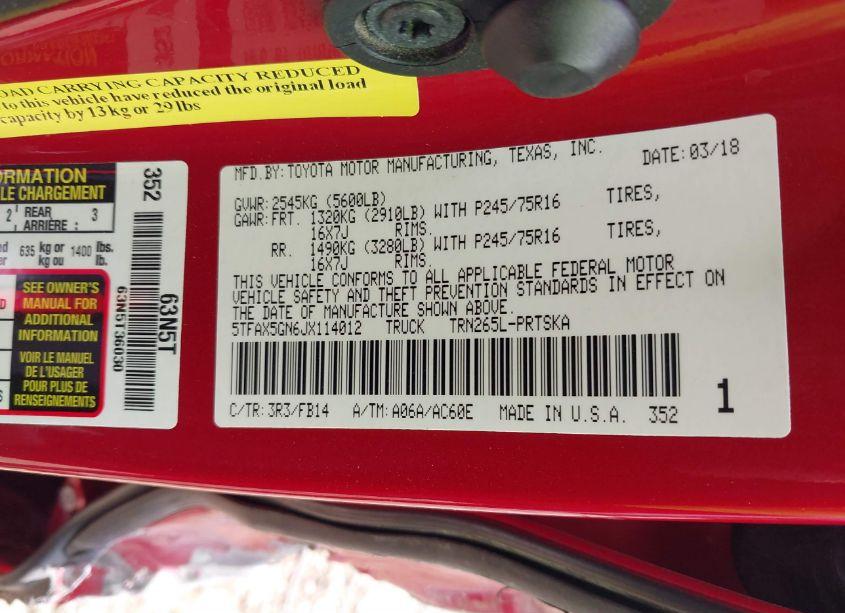 OAD CARRYING CAPACITY REDUCED
to this vehicle have reduced the original load
capacity by 13 kg or 29 lbs
ORMATION
LE CHARGEMENT
2 REAR
ARRIÈRE : 3
635 kg or 1400 lbs.
kg ou lb.
SEE OWNER'S
MANUAL FOR
ADDITIONAL
INFORMATION
VOIR LE MANUEL
DE L'USAGER
POUR PLUS DE
RENSEIGNEMENTS
352
63N5T36030
63N5T
MFD.BY:TOYOTA MOTOR MANUFACTURING, TEXAS, INC. DATE:03/18
GVWR:2545KG (5600LB)
GAWR:FRT. 1320KG (2910LB) WITH P245/75R16 TIRES,
16X7J RIMS.
RR. 1490KG (3280LB) WITH P245/75R16 TIRES,
16X7J RIMS.
THIS VEHICLE CONFORMS TO ALL APPLICABLE FEDERAL MOTOR
VEHICLE SAFETY AND THEFT PREVENTION STANDARDS IN EFFECT ON
THE DATE OF MANUFACTURE SHOWN ABOVE.
5TFAX5GN6JX114012 TRUCK TRN265L-PRTSKA
C/TR:3R3/FB14 A/TM:A06A/AC60E MADE IN U.S.A. 352 1